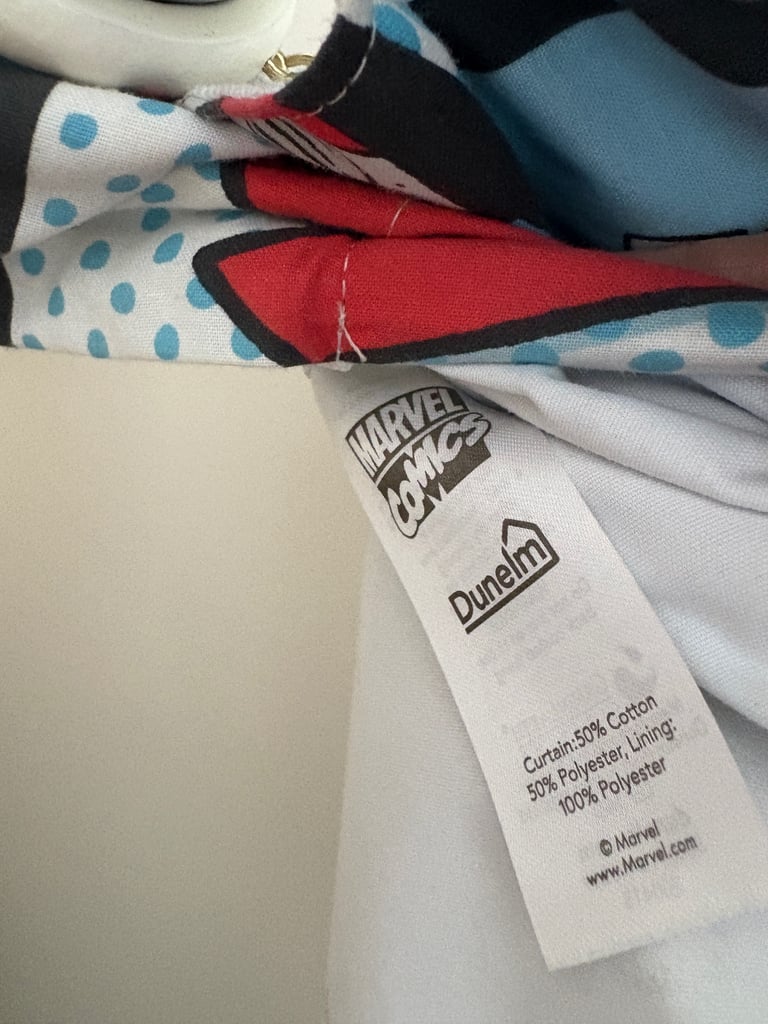 MARVEL
COMICS
Dunelm
Curtain:50% Cotton
50% Polyester, Lining:
100% Polyester
© Marvel
www.Marvel.com